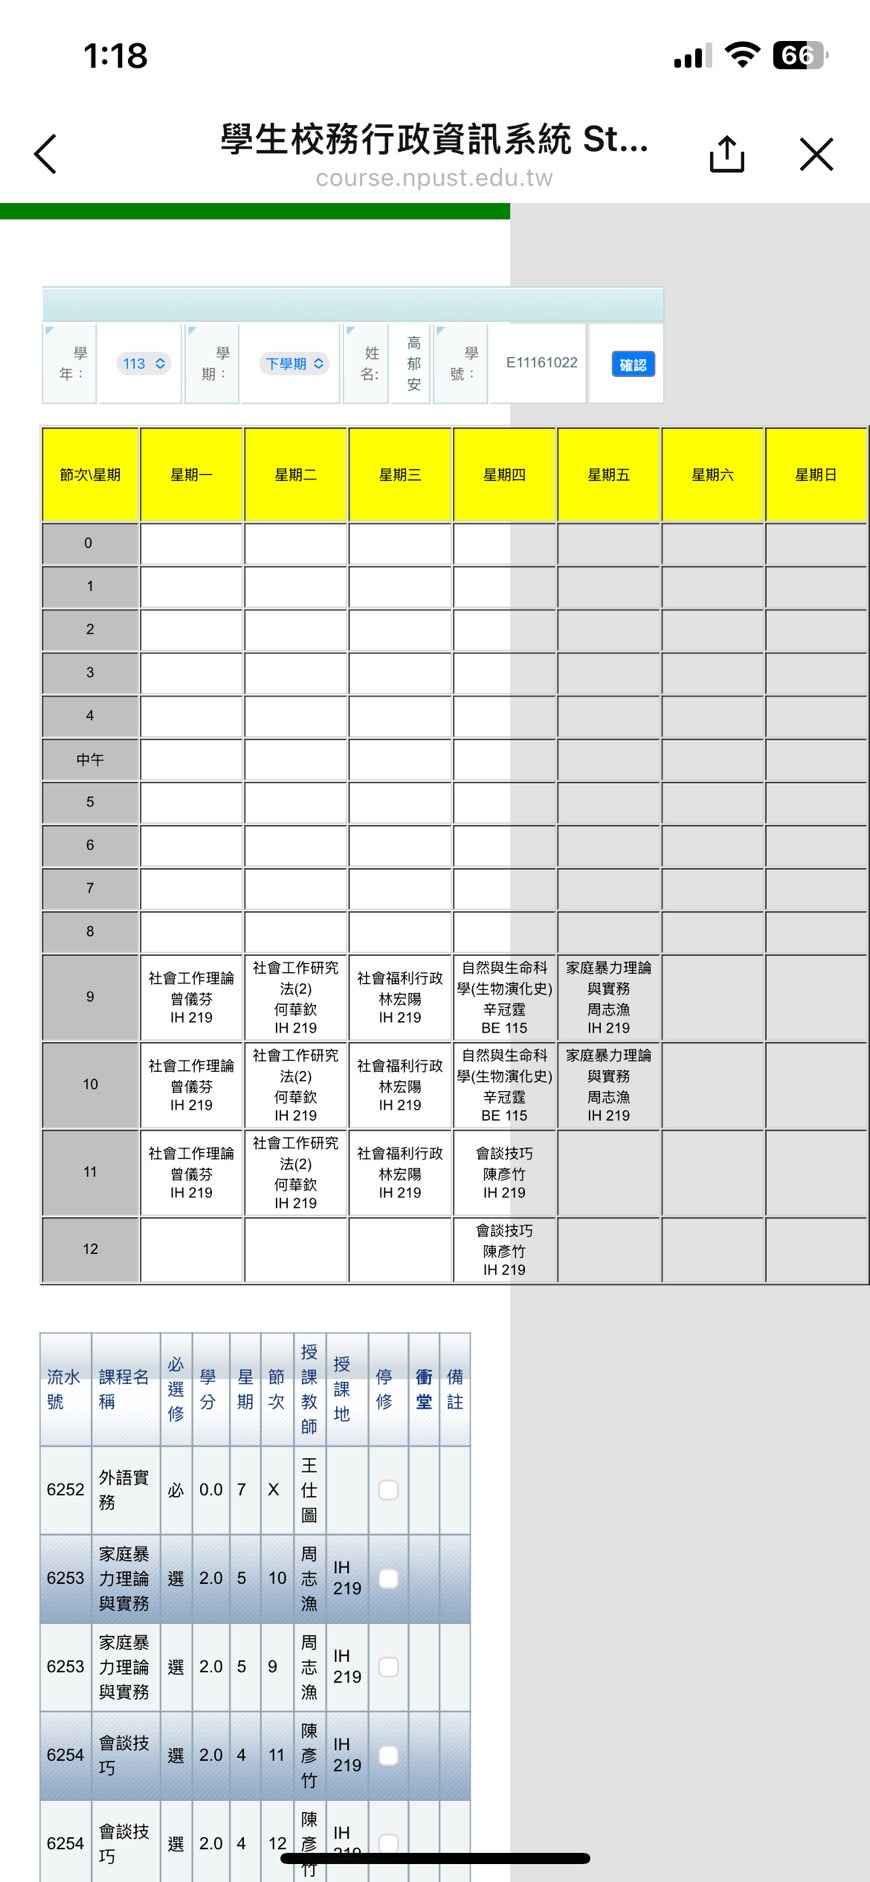 1:18
66
學生校務行政資訊系統 St...
course.npust.edu.tw
學年：
113
學期：
下學期
姓名:
高郁安
學號：
E11161022
確認
節次\星期 星期一 星期二 星期三 星期四 星期五 星期六 星期日
0
1
2
3
4
中午
5
6
7
8
9
社會工作理論
曾儀芬
IH 219
社會工作研究
法(2)
何華欽
IH 219
社會福利行政
林宏陽
IH 219
自然與生命科
學(生物演化史)
辛冠霆
BE 115
家庭暴力理論
與實務
周志漁
IH 219
10
社會工作理論
曾儀芬
IH 219
社會工作研究
法(2)
何華欽
IH 219
社會福利行政
林宏陽
IH 219
自然與生命科
學(生物演化史)
辛冠霆
BE 115
家庭暴力理論
與實務
周志漁
IH 219
11
社會工作理論
曾儀芬
IH 219
社會工作研究
法(2)
何華欽
IH 219
社會福利行政
林宏陽
IH 219
會談技巧
陳彥竹
IH 219
12
會談技巧
陳彥竹
IH 219
流水號 課程名稱 必選修 學分 星期 節次 授課教師 授課地 停修 衝堂 備註
6252 外語實務 必 0.0 7 X 王仕圖
6253 家庭暴力理論與實務 選 2.0 5 10 周志漁 IH 219
6253 家庭暴力理論與實務 選 2.0 5 9 周志漁 IH 219
6254 會談技巧 選 2.0 4 11 陳彥竹 IH 219
6254 會談技巧 選 2.0 4 12 陳彥竹 IH 219